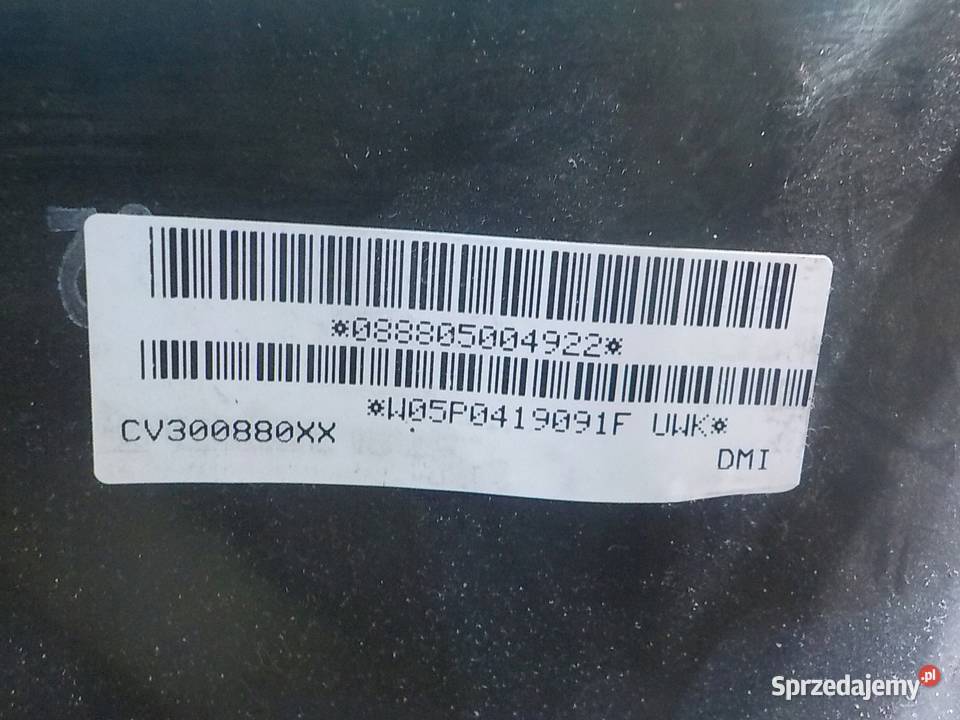 *088805004922*
*W05P0419091F UWK*
CV300880XX
DMI
Sprzedajemy.pl